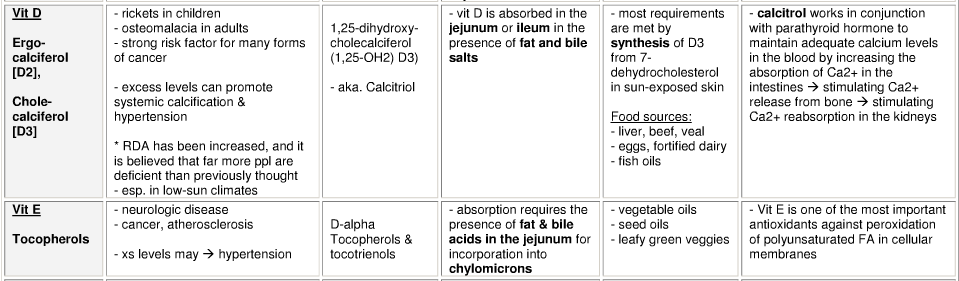 Vit D
Ergo-
calciferol
[D2],
Chole-
calciferol
[D3]
- rickets in children
- osteomalacia in adults
- strong risk factor for many forms
of cancer
- excess levels can promote
systemic calcification &
hypertension
* RDA has been increased, and it
is believed that far more ppl are
deficient than previously thought
- esp. in low-sun climates
1,25-dihydroxy-
cholecalciferol
(1,25-OH2) D3)
- aka. Calcitriol
- vit D is absorbed in the
jejunum or ileum in the
presence of fat and bile
salts
- most requirements
are met by
synthesis of D3
from 7-
dehydrocholesterol
in sun-exposed skin
Food sources:
- liver, beef, veal
- eggs, fortified dairy
- fish oils
- calcitrol works in conjunction
with parathyroid hormone to
maintain adequate calcium levels
in the blood by increasing the
absorption of Ca2+ in the
intestines → stimulating Ca2+
release from bone → stimulating
Ca2+ reabsorption in the kidneys
Vit E
Tocopherols
- neurologic disease
- cancer, atherosclerosis
- xs levels may → hypertension
D-alpha
Tocopherols &
tocotrienols
- absorption requires the
presence of fat & bile
acids in the jejunum for
incorporation into
chylomicrons
- vegetable oils
- seed oils
- leafy green veggies
- Vit E is one of the most important
antioxidants against peroxidation
of polyunsaturated FA in cellular
membranes